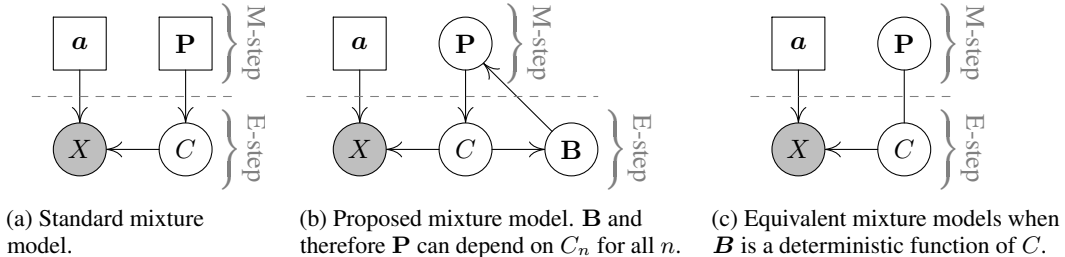 a
P
M-step
X
C
E-step
(a) Standard mixture
model.
a
P
M-step
X
C
B
E-step
(b) Proposed mixture model. B and
therefore P can depend on Cₙ for all n.
a
P
M-step
X
C
E-step
(c) Equivalent mixture models when
B is a deterministic function of C.